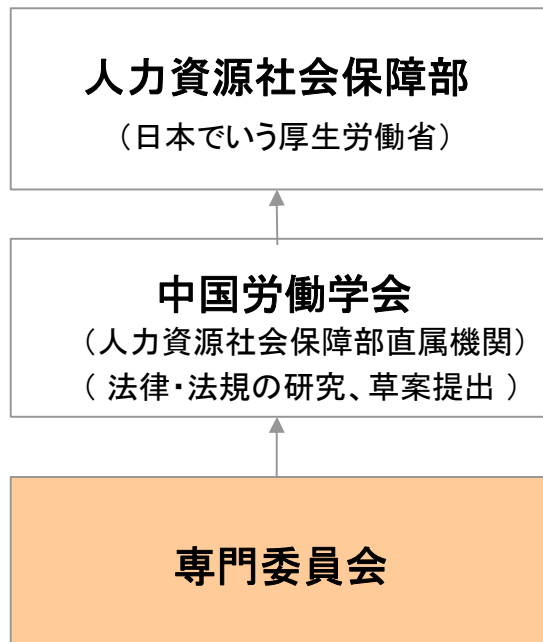 人力資源社会保障部
（日本でいう厚生労働省）
中国労働学会
（人力資源社会保障部直属機関）
（ 法律・法規の研究、草案提出 ）
専門委員会